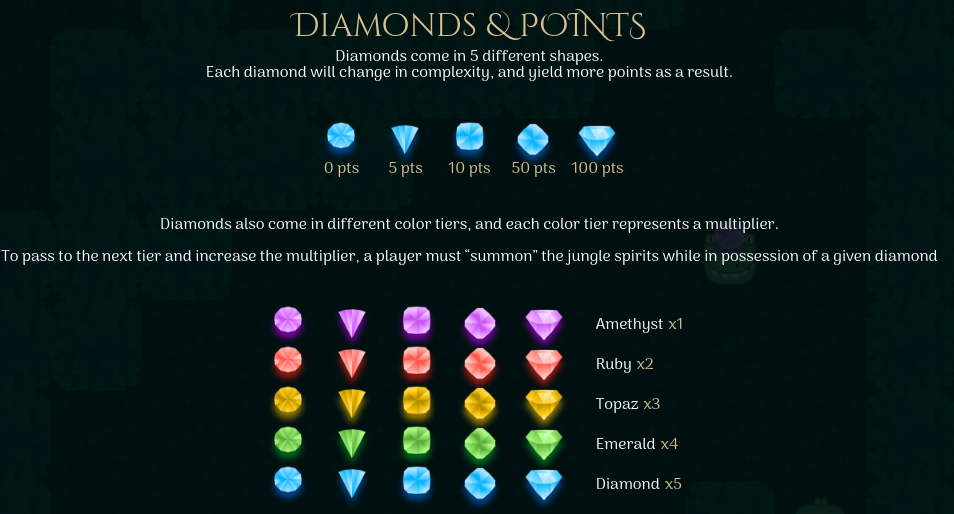 DIAMONDS & POINTS
Diamonds come in 5 different shapes.
Each diamond will change in complexity, and yield more points as a result.
0 pts 5 pts 10 pts 50 pts 100 pts
Diamonds also come in different color tiers, and each color tier represents a multiplier.
To pass to the next tier and increase the multiplier, a player must “summon” the jungle spirits while in possession of a given diamond
Amethyst x1
Ruby x2
Topaz x3
Emerald x4
Diamond x5